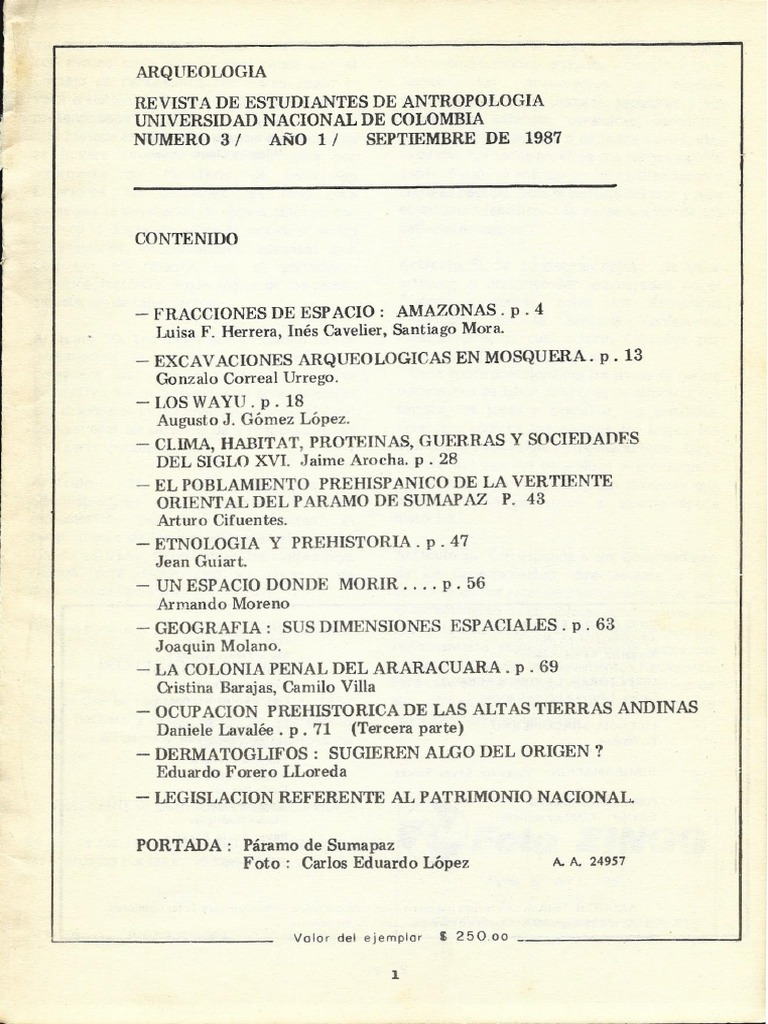 ARQUEOLOGIA
REVISTA DE ESTUDIANTES DE ANTROPOLOGIA
UNIVERSIDAD NACIONAL DE COLOMBIA
NUMERO 3 / AÑO 1 / SEPTIEMBRE DE 1987
CONTENIDO
— FRACCIONES DE ESPACIO : AMAZONAS . p . 4
Luisa F. Herrera, Inés Cavelier, Santiago Mora.
— EXCAVACIONES ARQUEOLOGICAS EN MOSQUERA . p . 13
Gonzalo Correal Urrego.
— LOS WAYU . p . 18
Augusto J. Gómez López.
— CLIMA, HABITAT, PROTEINAS, GUERRAS Y SOCIEDADES
DEL SIGLO XVI. Jaime Arocha. p . 28
— EL POBLAMIENTO PREHISPANICO DE LA VERTIENTE
ORIENTAL DEL PARAMO DE SUMAPAZ P. 43
Arturo Cifuentes.
— ETNOLOGIA Y PREHISTORIA . p . 47
Jean Guiart.
— UN ESPACIO DONDE MORIR . . . . p . 56
Armando Moreno
— GEOGRAFIA : SUS DIMENSIONES ESPACIALES . p . 63
Joaquin Molano.
— LA COLONIA PENAL DEL ARARACUARA . p . 69
Cristina Barajas, Camilo Villa
— OCUPACION PREHISTORICA DE LAS ALTAS TIERRAS ANDINAS
Daniele Lavalée . p . 71 (Tercera parte)
— DERMATOGLIFOS : SUGIEREN ALGO DEL ORIGEN ?
Eduardo Forero LLoreda
— LEGISLACION REFERENTE AL PATRIMONIO NACIONAL.
PORTADA : Páramo de Sumapaz
Foto : Carlos Eduardo López A. A. 24957
Valor del ejemplar $ 250.00
1